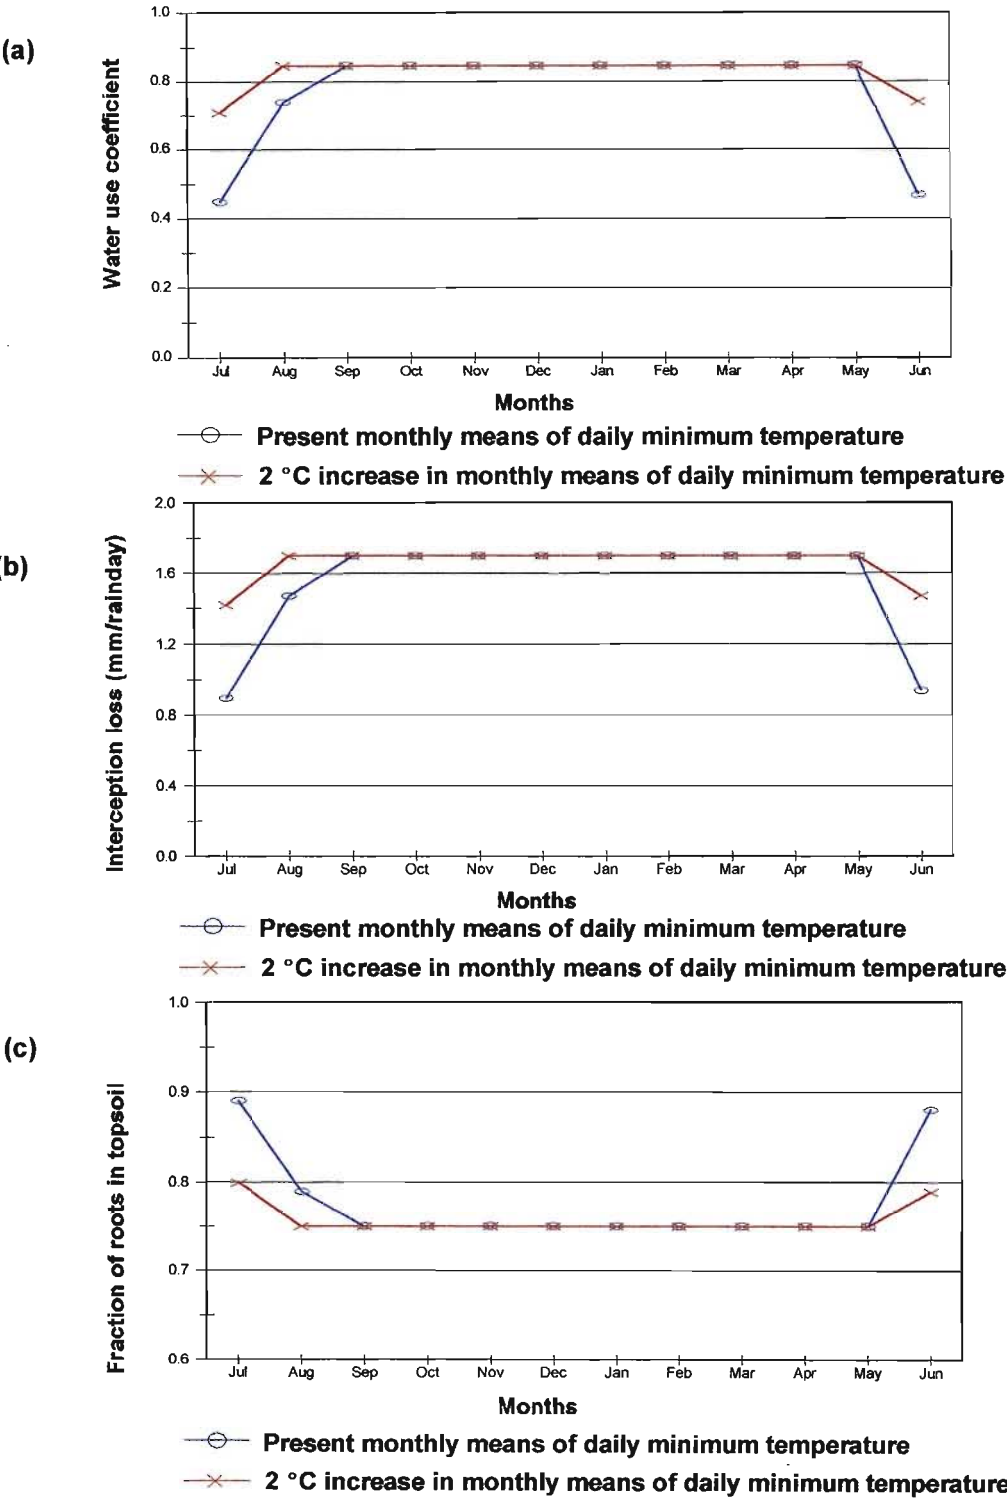 (a)
Water use coefficient
1.0
0.8
0.6
0.4
0.2
0.0
Jul Aug Sep Oct Nov Dec Jan Feb Mar Apr May Jun
Months
Present monthly means of daily minimum temperature
2 °C increase in monthly means of daily minimum temperature
(b)
Interception loss (mm/rainday)
2.0
1.6
1.2
0.8
0.4
0.0
Jul Aug Sep Oct Nov Dec Jan Feb Mar Apr May Jun
Months
Present monthly means of daily minimum temperature
2 °C increase in monthly means of daily minimum temperature
(c)
Fraction of roots in topsoil
1.0
0.9
0.8
0.7
0.6
Jul Aug Sep Oct Nov Dec Jan Feb Mar Apr May Jun
Months
Present monthly means of daily minimum temperature
2 °C increase in monthly means of daily minimum temperature